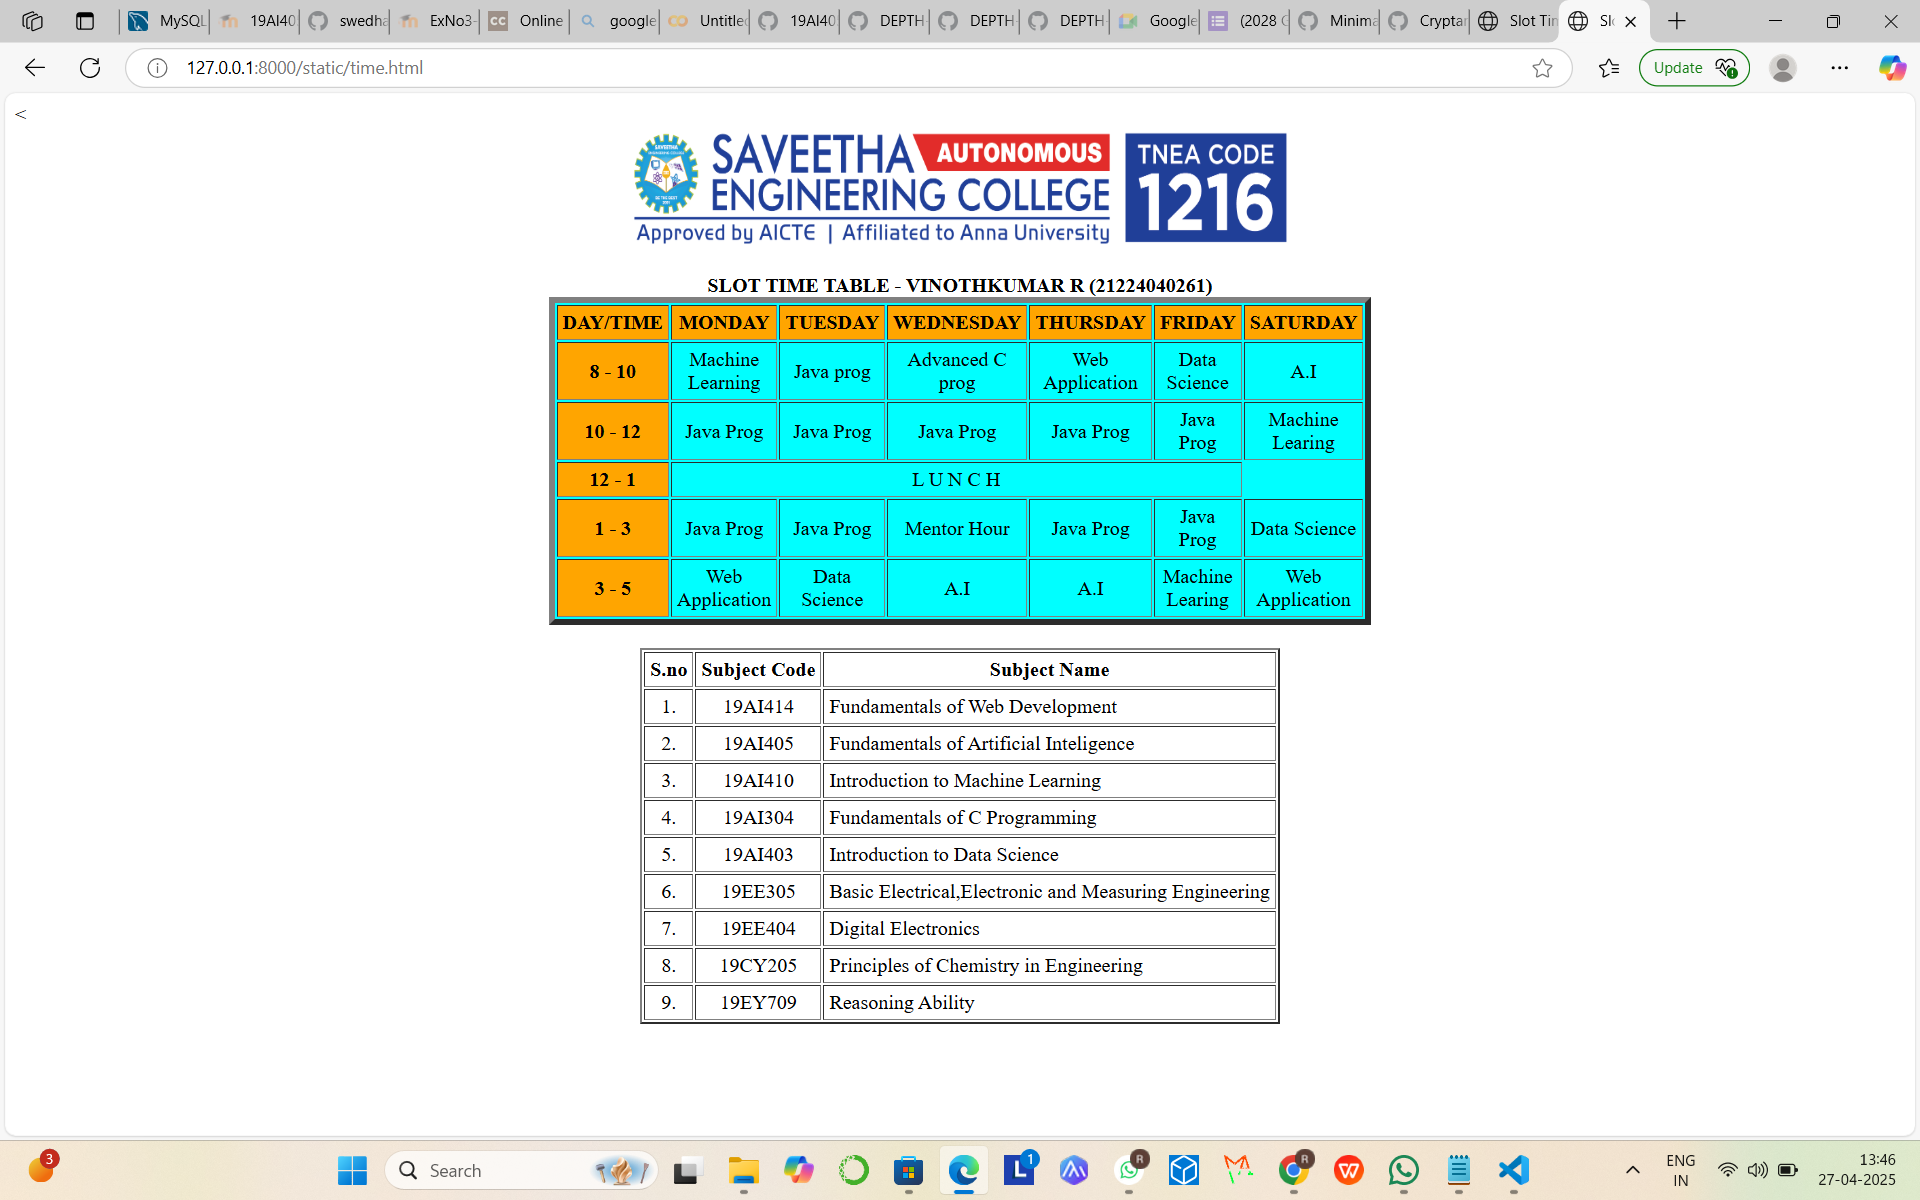 MySQL
19AI40
swedha
ExNo3-
Online
google
Untitled
19AI40
DEPTH-
DEPTH-
DEPTH-
Google
(2028
Minima
Cryptar
Slot Tim
Slo
127.0.0.1:8000/static/time.html
Update
<
SAVEETHA AUTONOMOUS
ENGINEERING COLLEGE
Approved by AICTE | Affiliated to Anna University
TNEA CODE
1216
SLOT TIME TABLE - VINOTHKUMAR R (21224040261)
DAY/TIME MONDAY TUESDAY WEDNESDAY THURSDAY FRIDAY SATURDAY
8 - 10 Machine Learning Java prog Advanced C prog Web Application Data Science A.I
10 - 12 Java Prog Java Prog Java Prog Java Prog Java Prog Machine Learing
12 - 1 L U N C H
1 - 3 Java Prog Java Prog Mentor Hour Java Prog Java Prog Data Science
3 - 5 Web Application Data Science A.I A.I Machine Learing Web Application
S.no Subject Code Subject Name
1. 19AI414 Fundamentals of Web Development
2. 19AI405 Fundamentals of Artificial Inteligence
3. 19AI410 Introduction to Machine Learning
4. 19AI304 Fundamentals of C Programming
5. 19AI403 Introduction to Data Science
6. 19EE305 Basic Electrical,Electronic and Measuring Engineering
7. 19EE404 Digital Electronics
8. 19CY205 Principles of Chemistry in Engineering
9. 19EY709 Reasoning Ability
3
Search
1
R
R
ENG
IN
13:46
27-04-2025